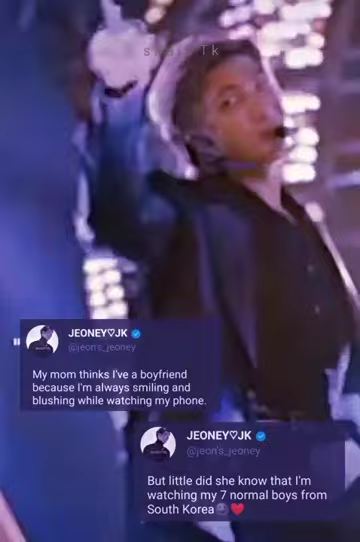 JEONEY♡JK
@jeon's_jeoney
My mom thinks I've a boyfriend
because I'm always smiling and
blushing while watching my phone.
JEONEY♡JK
@jeon's_jeoney
But little did she know that I'm
watching my 7 normal boys from
South Korea🌚❤️